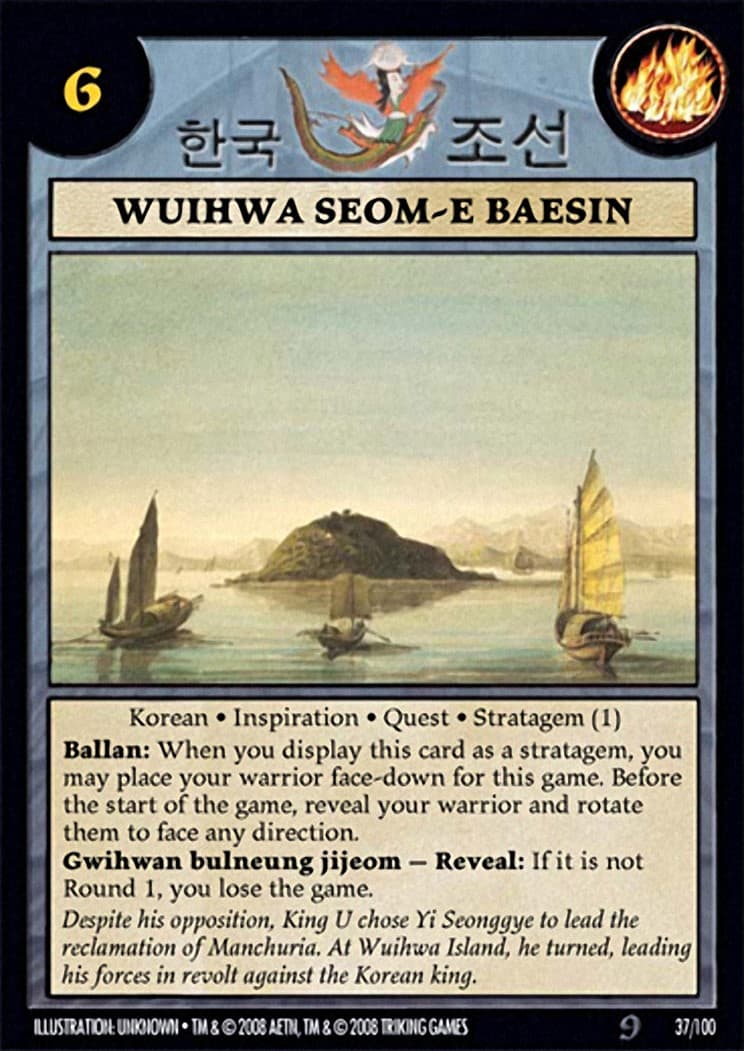 6
한국 조선
WUIHWA SEOM-E BAESIN
Korean • Inspiration • Quest • Stratagem (1)
Ballan: When you display this card as a stratagem, you
may place your warrior face-down for this game. Before
the start of the game, reveal your warrior and rotate
them to face any direction.
Gwihwan bulneung jijeom – Reveal: If it is not
Round 1, you lose the game.
Despite his opposition, King U chose Yi Seonggye to lead the
reclamation of Manchuria. At Wuihwa Island, he turned, leading
his forces in revolt against the Korean king.
ILLUSTRATION: UNKNOWN • TM & © 2008 AETN, TM & © 2008 TRIKING GAMES 9 37/100